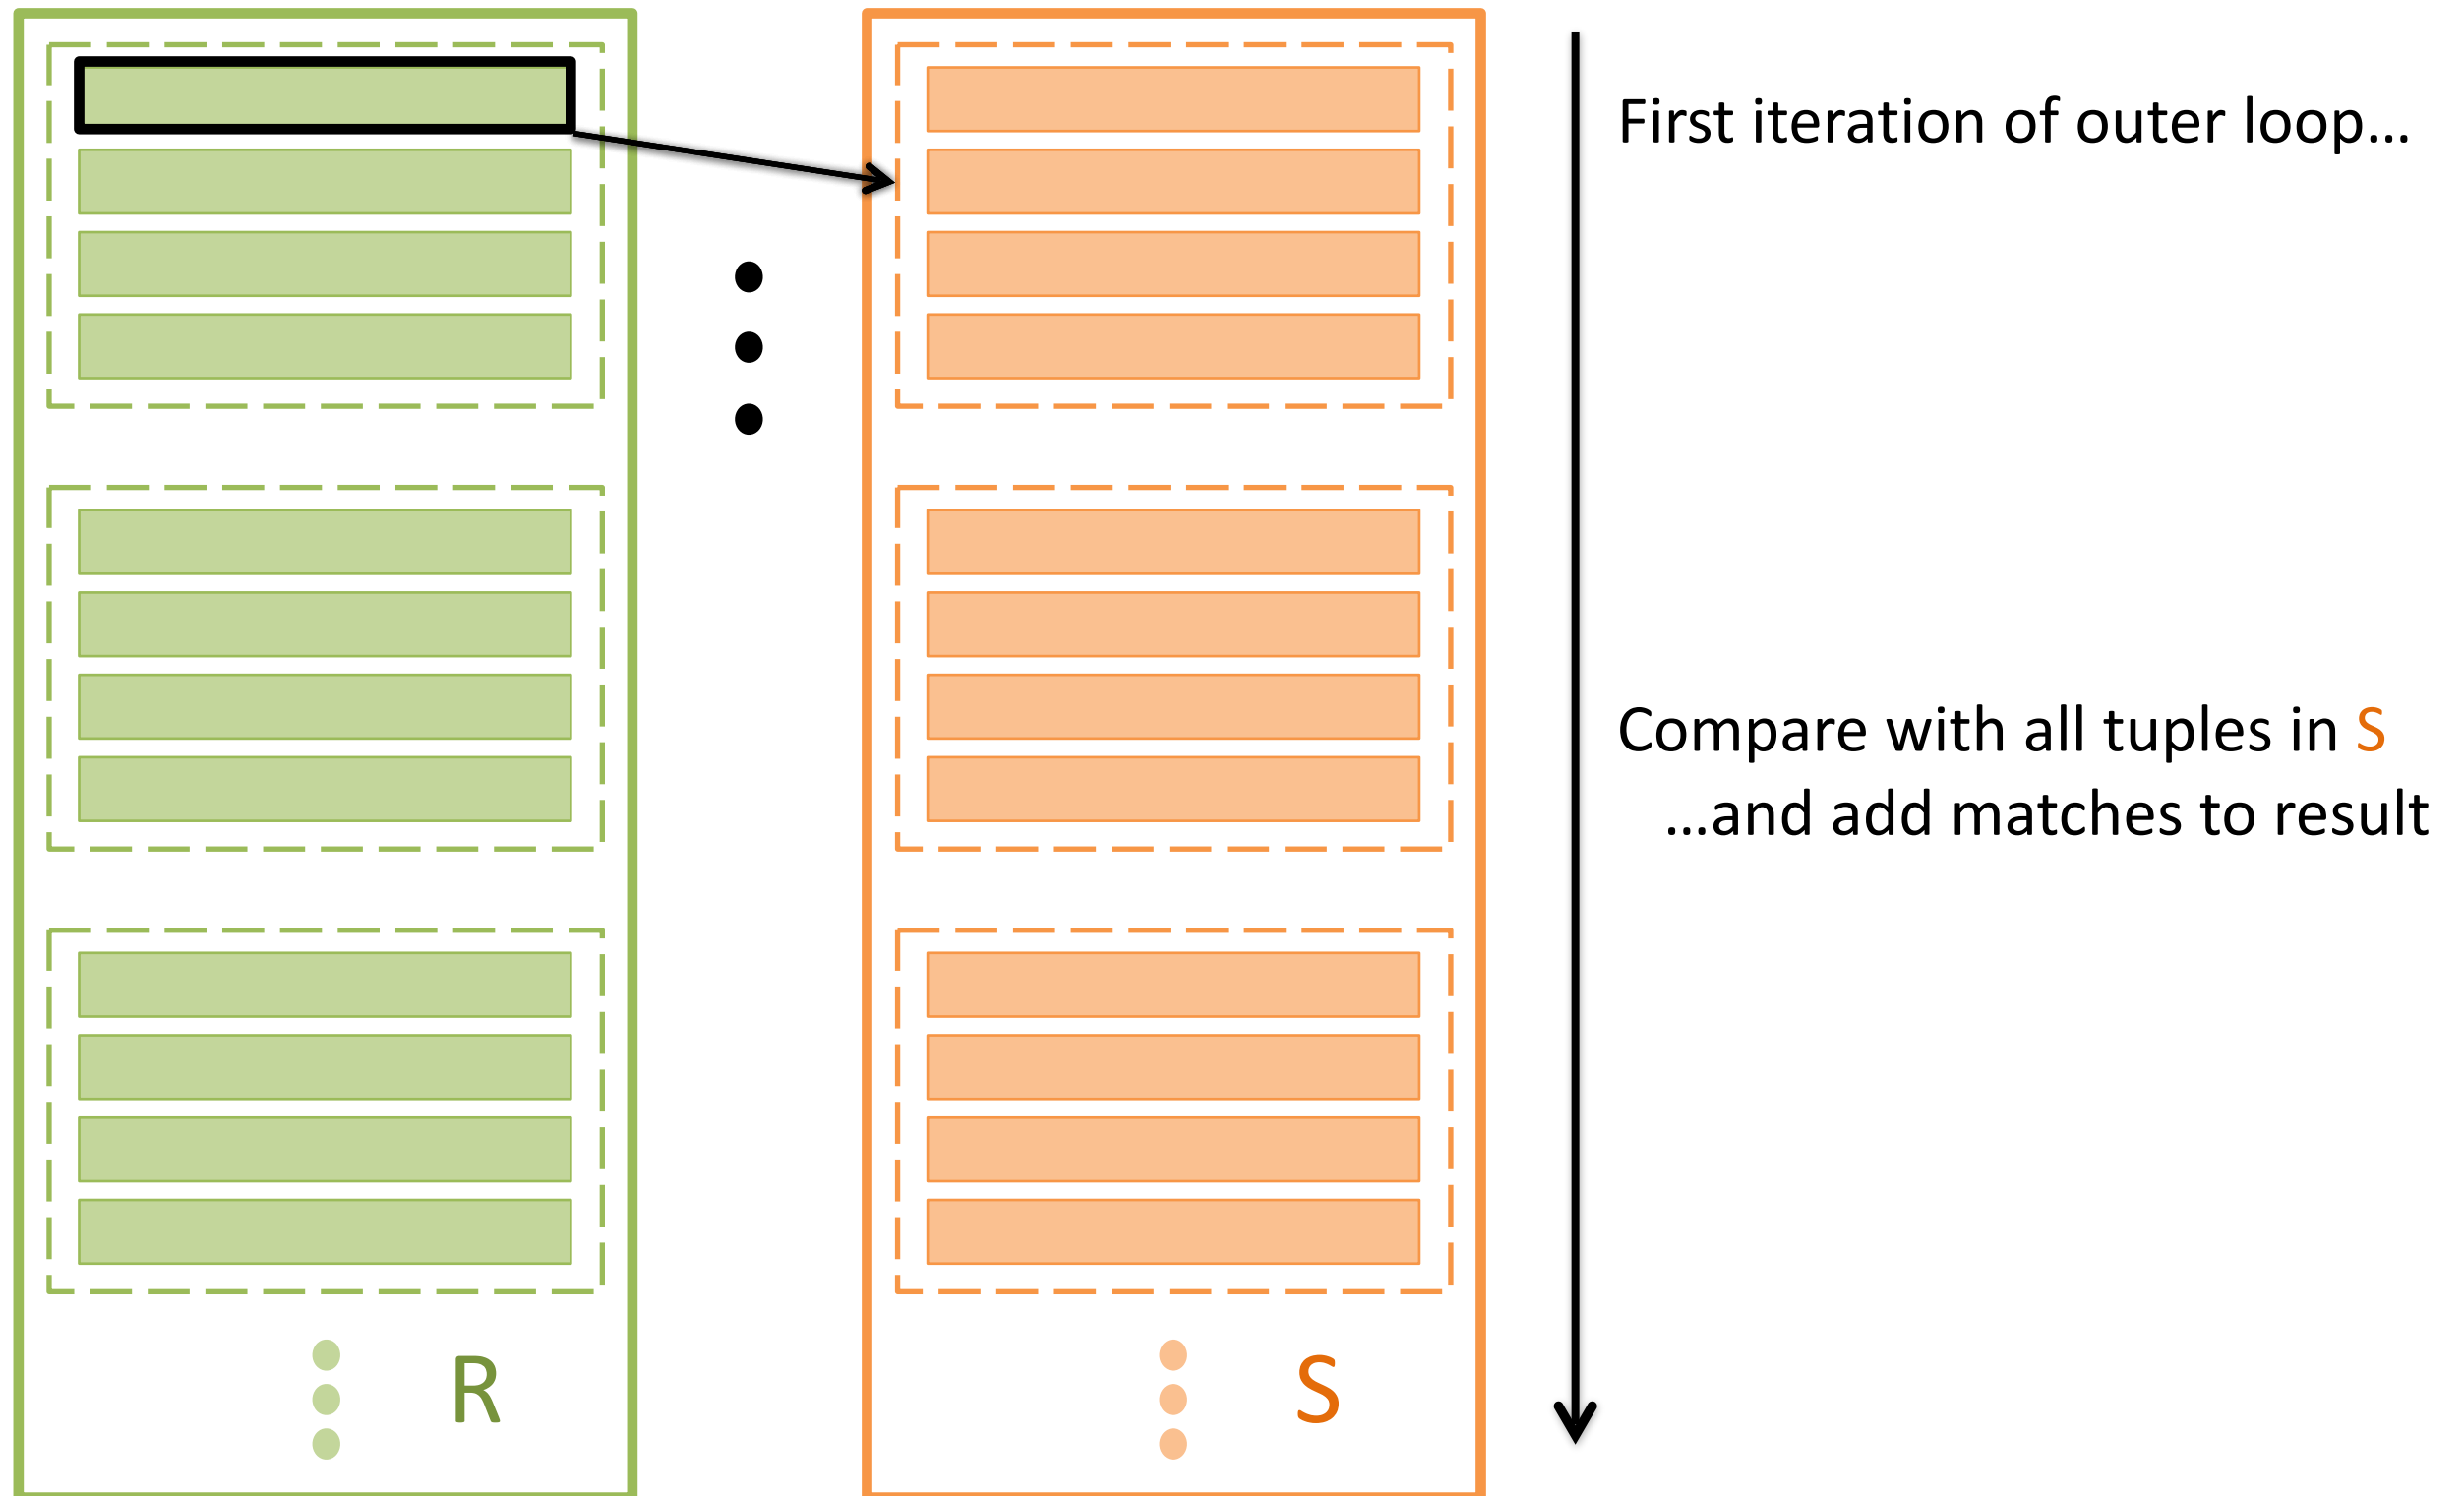 First iteration of outer loop...
Compare with all tuples in S
...and add matches to result
R
S